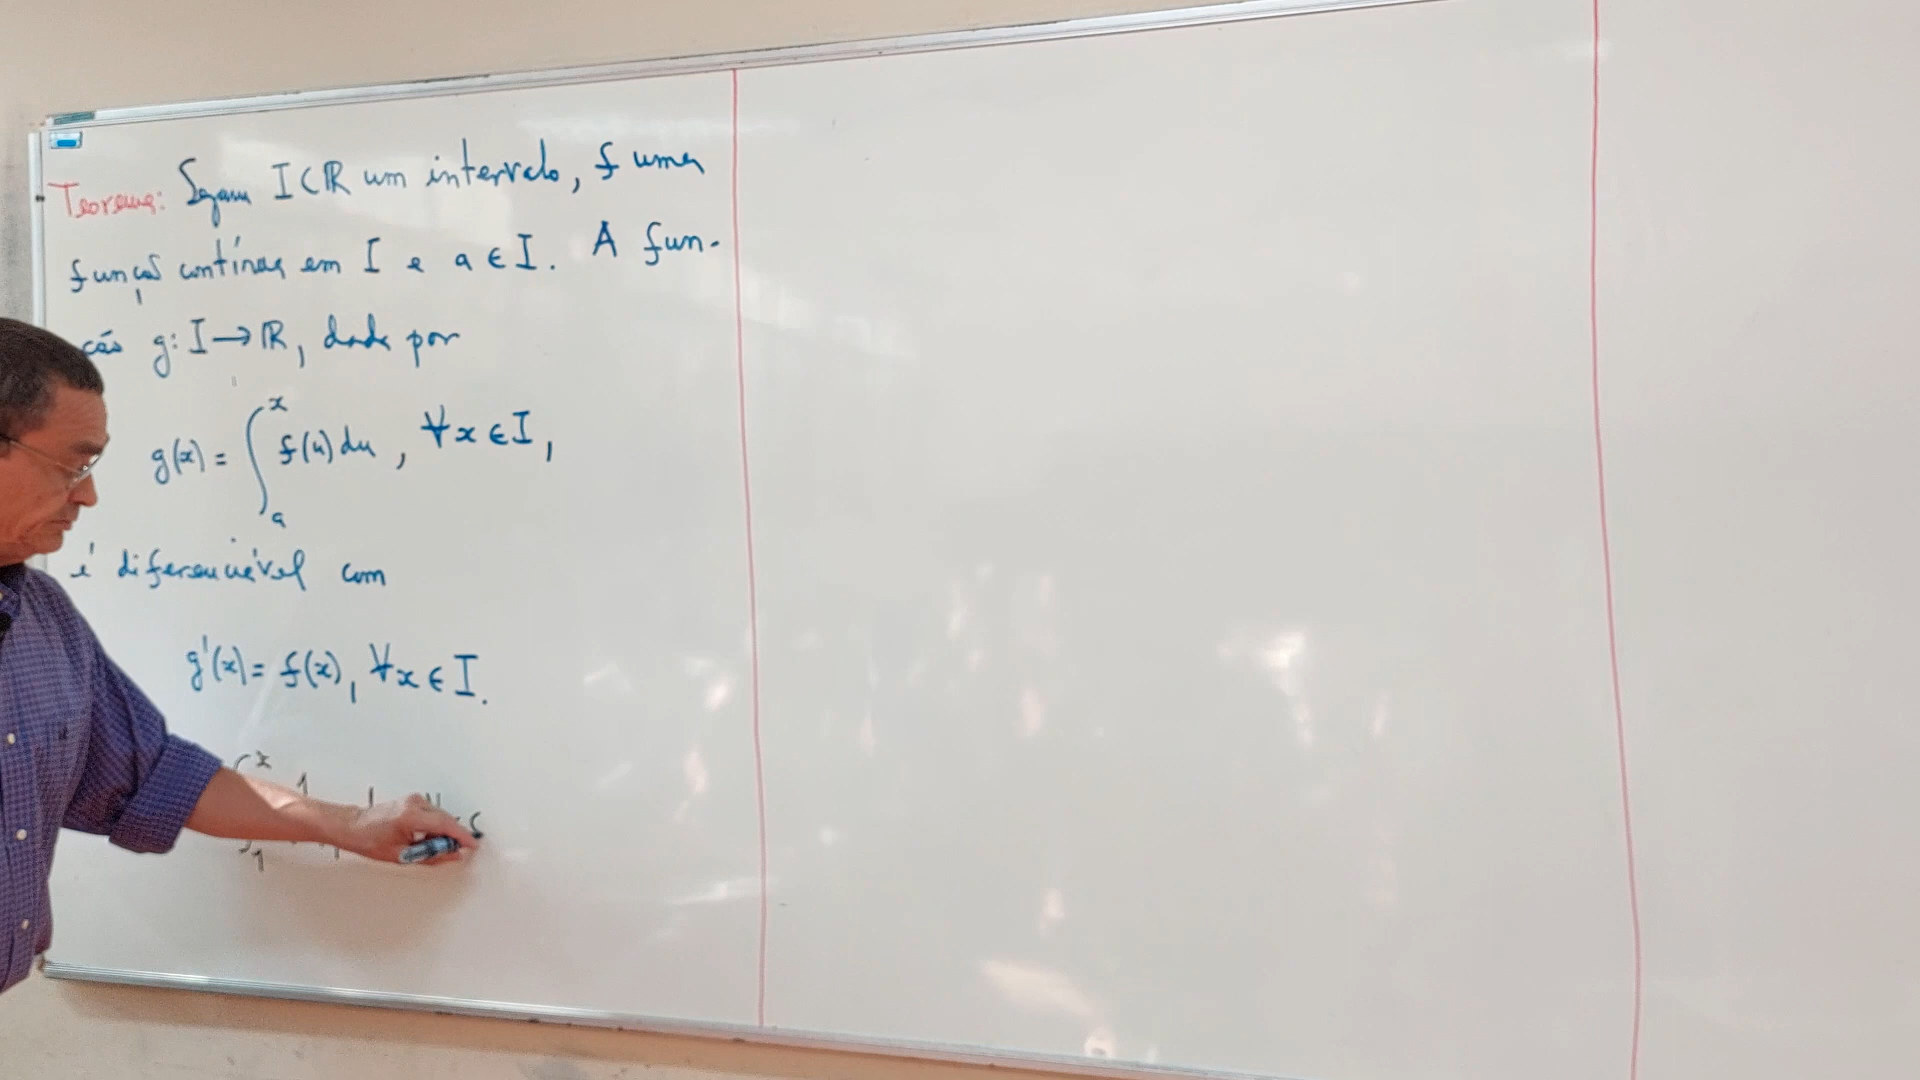 Teorema: Sejam I⊂ℝ um intervalo, f uma
função contínua em I e a ∈ I. A fun-
ção g: I→ℝ, dada por
g(x) = ∫ₐˣ f(u) du, ∀x ∈ I,
é diferenciável com
g'(x) = f(x), ∀x ∈ I.